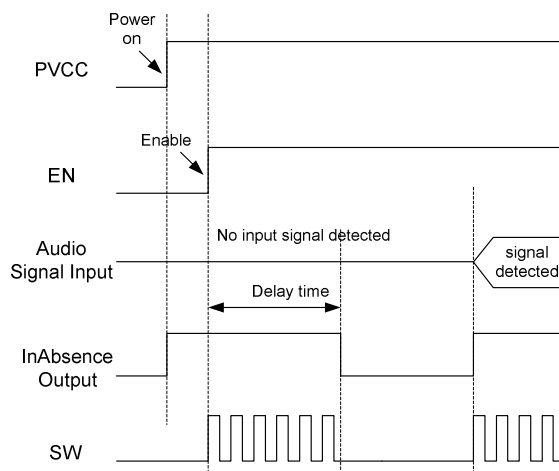 Power
on
PVCC
Enable
EN
No input signal detected
Audio
Signal Input
signal
detected
Delay time
InAbsence
Output
SW